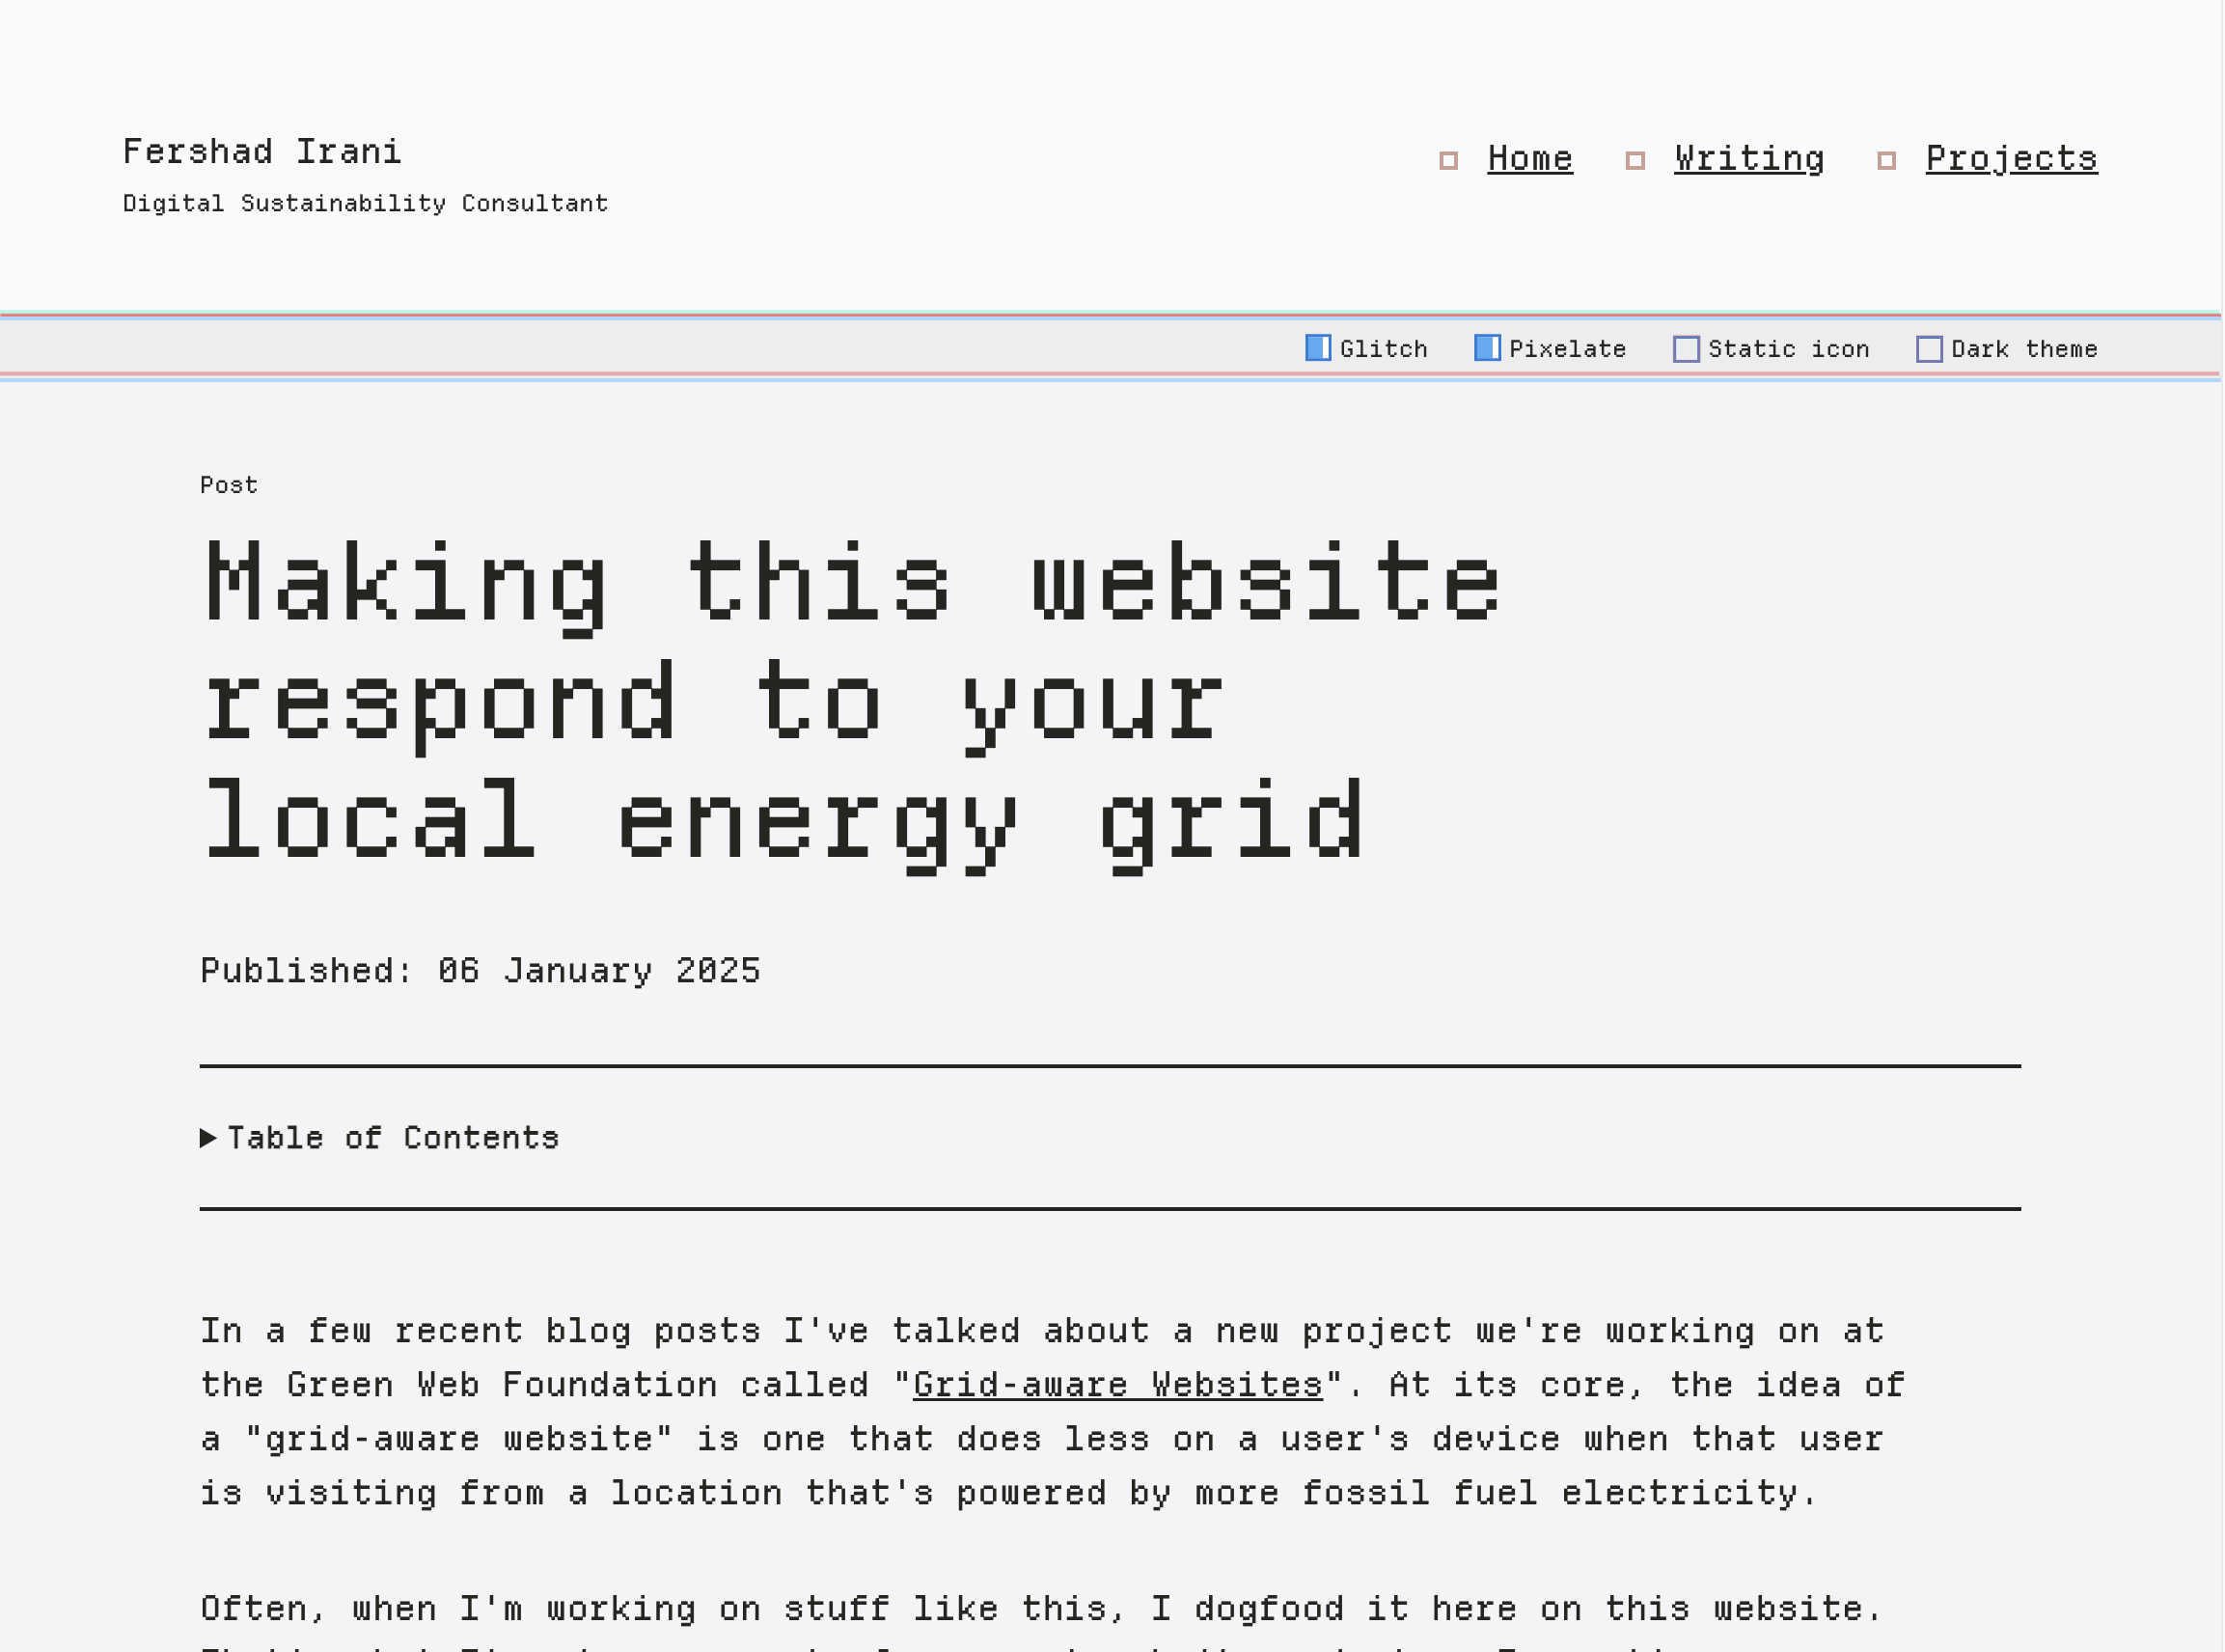 Fershad Irani
Digital Sustainability Consultant
Home Writing Projects
Glitch Pixelate Static icon Dark theme
Post
Making this website
respond to your
local energy grid
Published: 06 January 2025
Table of Contents
In a few recent blog posts I've talked about a new project we're working on at
the Green Web Foundation called "Grid-aware Websites". At its core, the idea of
a "grid-aware website" is one that does less on a user's device when that user
is visiting from a location that's powered by more fossil fuel electricity.
Often, when I'm working on stuff like this, I dogfood it here on this website.